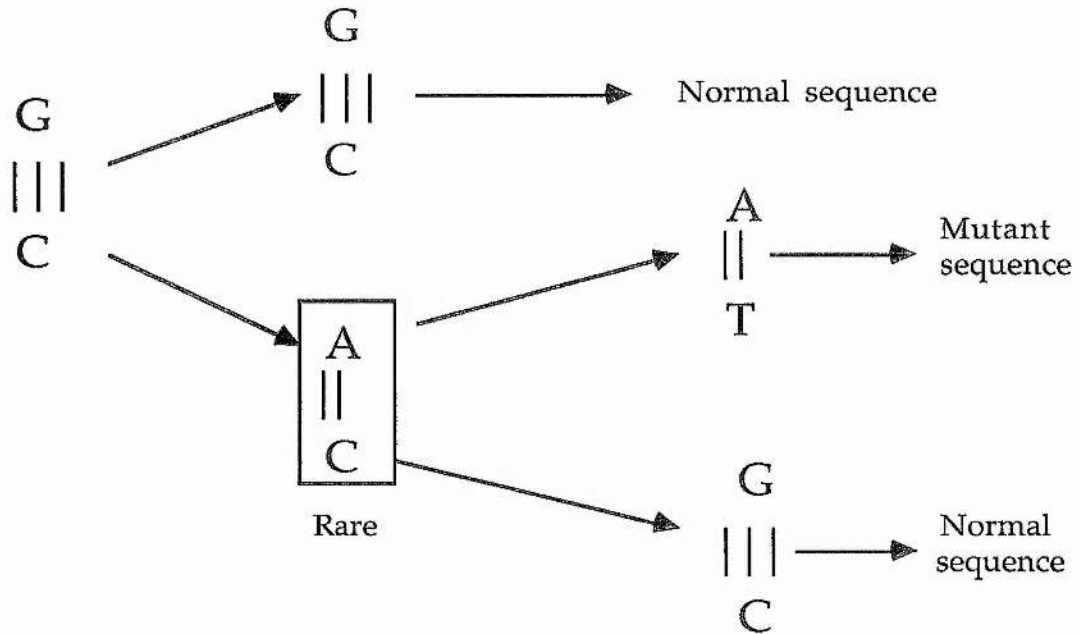 G
C
G
C
Normal sequence
A
C
Rare
A
T
Mutant
sequence
G
C
Normal
sequence